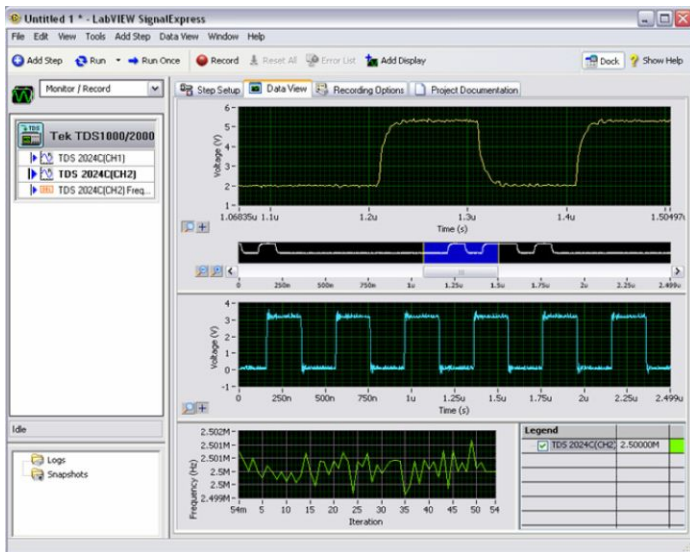 Untitled 1 * - LabVIEW SignalExpress
File Edit View Tools Add Step Data View Window Help
Add Step Run Run Once Record Reset All Error List Add Display Dock Show Help
Monitor / Record
Step Setup Data View Recording Options Project Documentation
Tek TDS1000/2000
TDS 2024C(CH1)
TDS 2024C(CH2)
TDS 2024C(CH2) Freq...
Voltage (V)
6
5
4
3
2
1
1.06835u 1.1u 1.2u 1.3u 1.4u 1.50497u
Time (s)
0 250n 500n 750n 1u 1.25u 1.5u 1.75u 2u 2.25u 2.499u
Voltage (V)
4
3
2
1
0
-1
0 250n 500n 750n 1u 1.25u 1.5u 1.75u 2u 2.25u 2.499u
Time (s)
Idle
Logs
Snapshots
Frequency (Hz)
2.502M
2.501M
2.501M
2.5M
2.5M
2.499M
54m 5 10 15 20 25 30 35 40 45 50 54
Iteration
Legend
TDS 2024C(CH2) 2.50000M